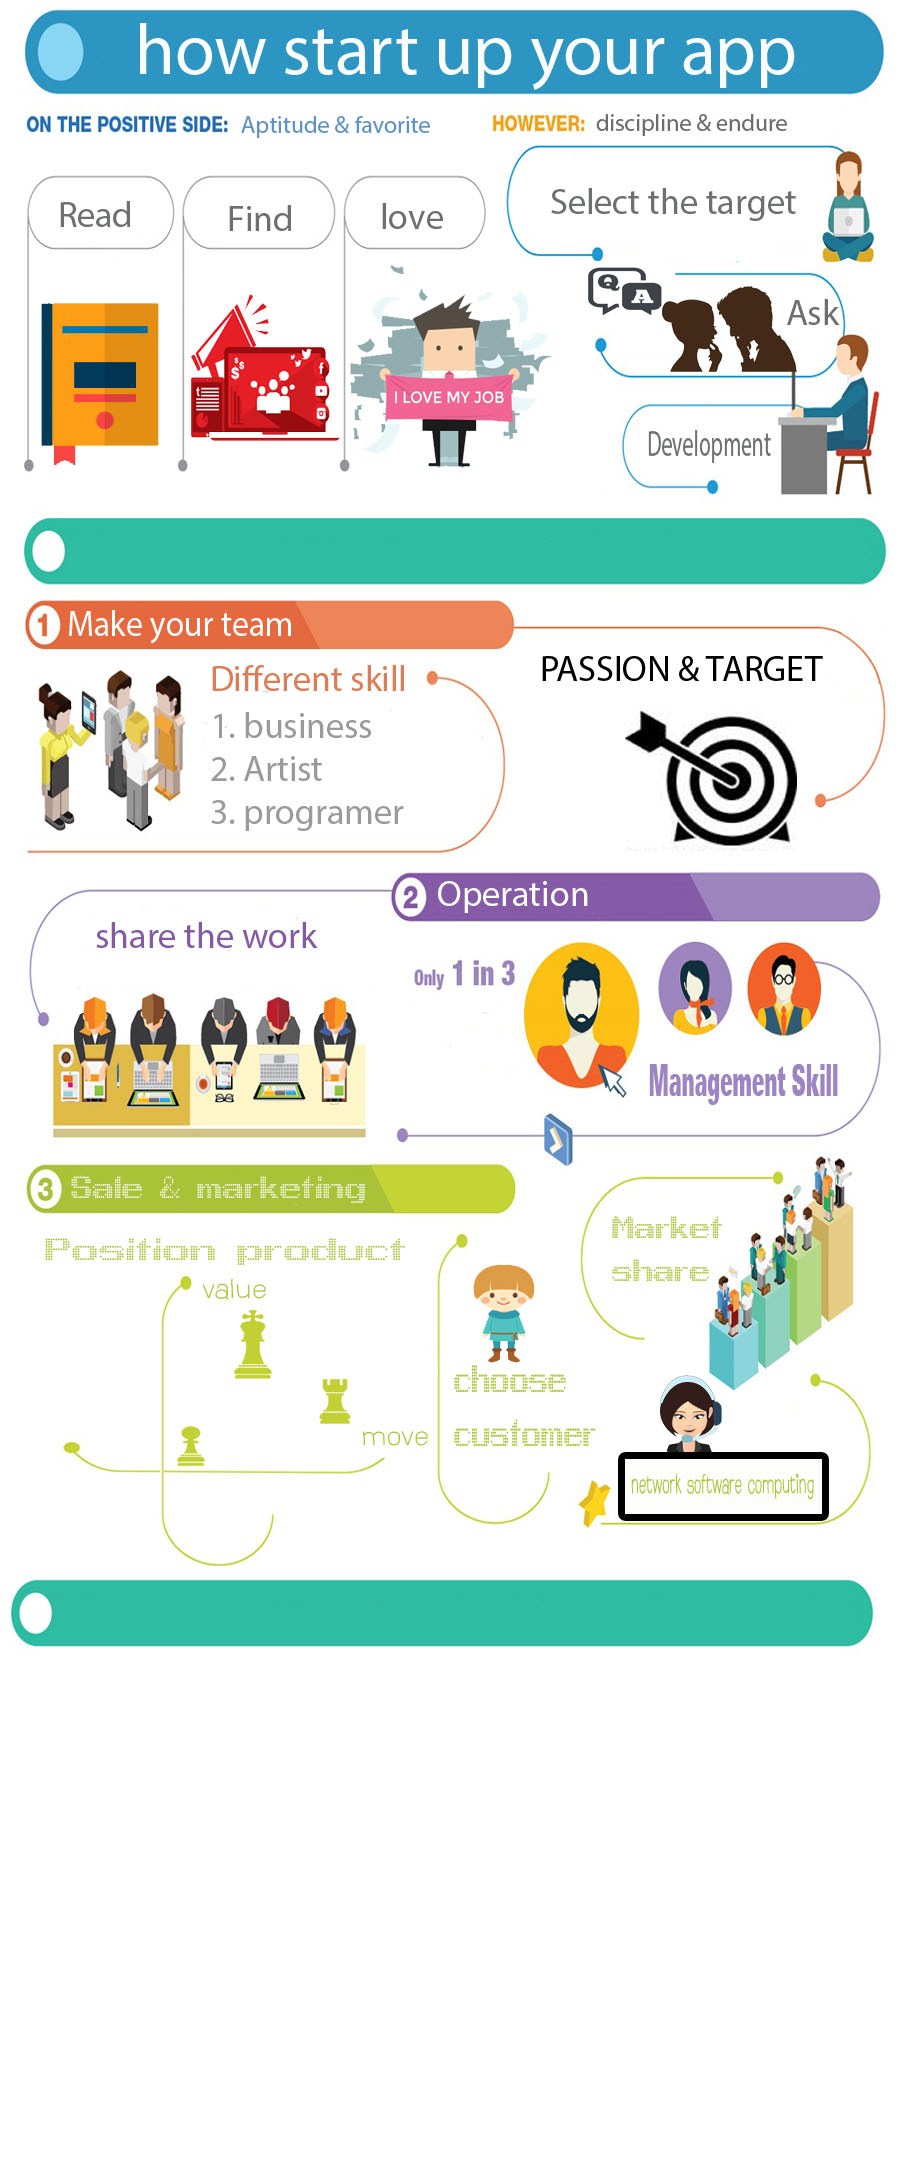 how start up your app
ON THE POSITIVE SIDE: Aptitude & favorite
HOWEVER: discipline & endure
Read
Find
love
Select the target
Q
A
Ask
I LOVE MY JOB
Development
1 Make your team
Different skill
1. business
2. Artist
3. programer
PASSION & TARGET
2 Operation
share the work
Only 1 in 3
Management Skill
3 Sale & marketing
Position product
value
move
choose
customer
Market
share
network software computing